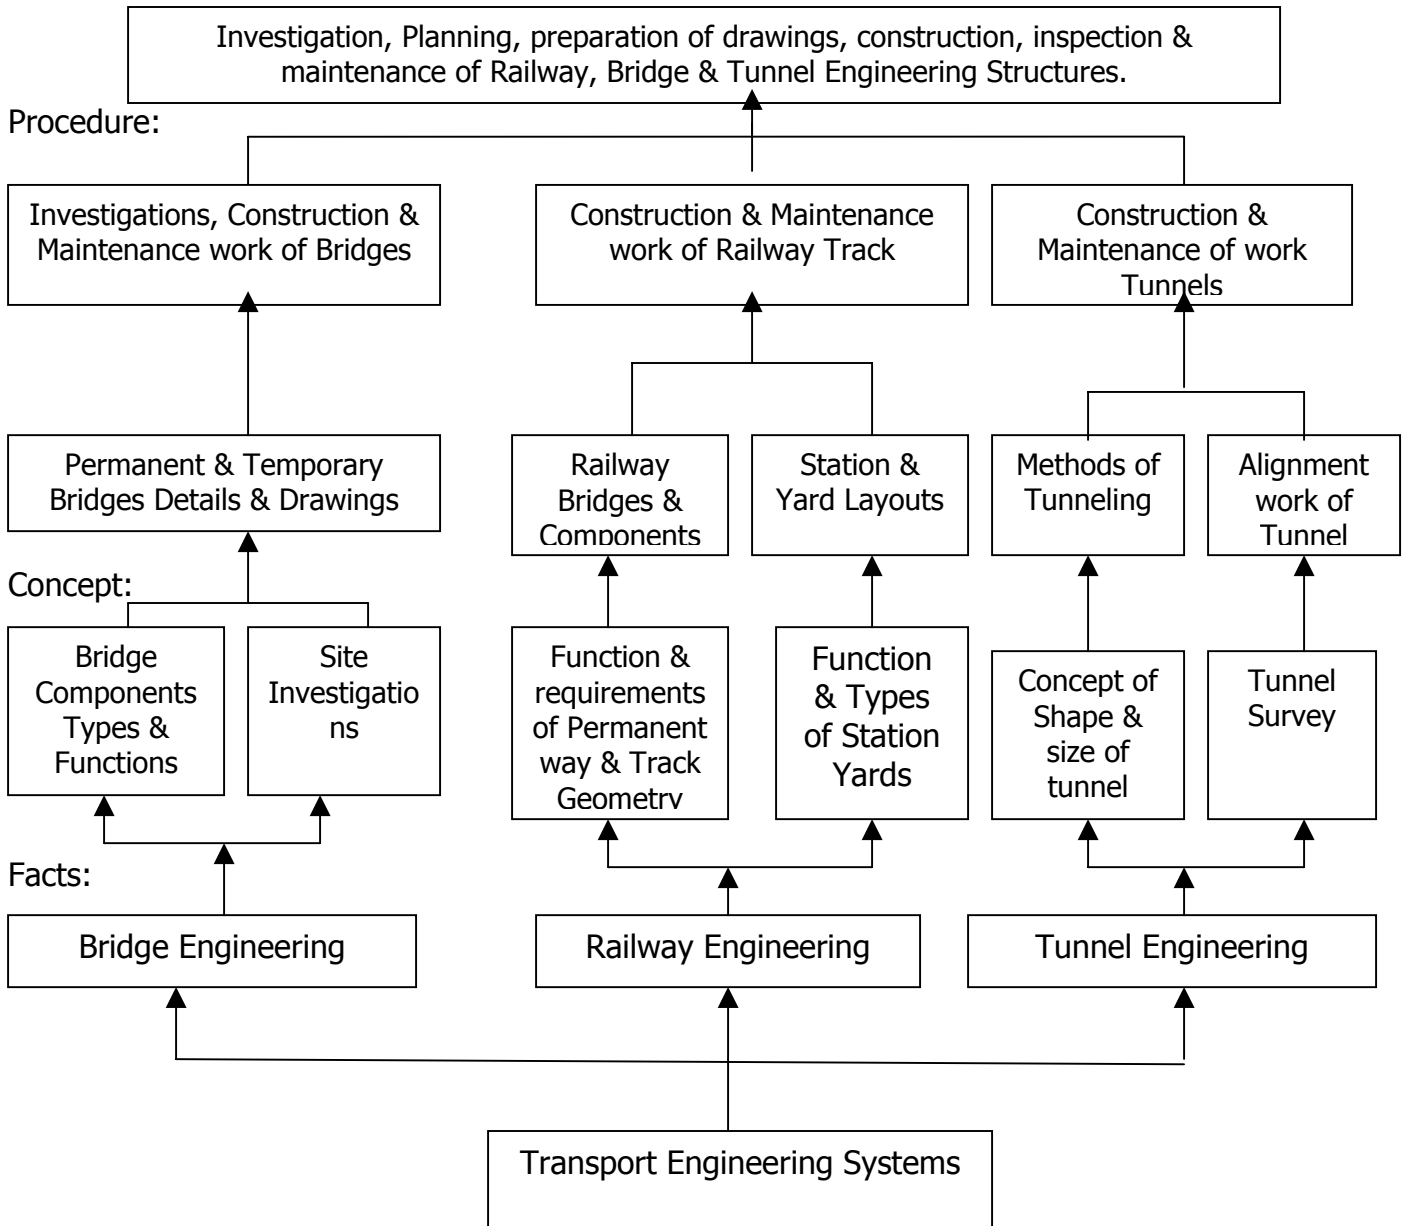 Investigation, Planning, preparation of drawings, construction, inspection &
maintenance of Railway, Bridge & Tunnel Engineering Structures.
Procedure:
Investigations, Construction &
Maintenance work of Bridges
Construction & Maintenance
work of Railway Track
Construction &
Maintenance of work
Tunnels
Permanent & Temporary
Bridges Details & Drawings
Railway
Bridges &
Components
Station &
Yard Layouts
Methods of
Tunneling
Alignment
work of
Tunnel
Concept:
Bridge
Components
Types &
Functions
Site
Investigatio
ns
Function &
requirements
of Permanent
way & Track
Geometry
Function
& Types
of Station
Yards
Concept of
Shape &
size of
tunnel
Tunnel
Survey
Facts:
Bridge Engineering
Railway Engineering
Tunnel Engineering
Transport Engineering Systems